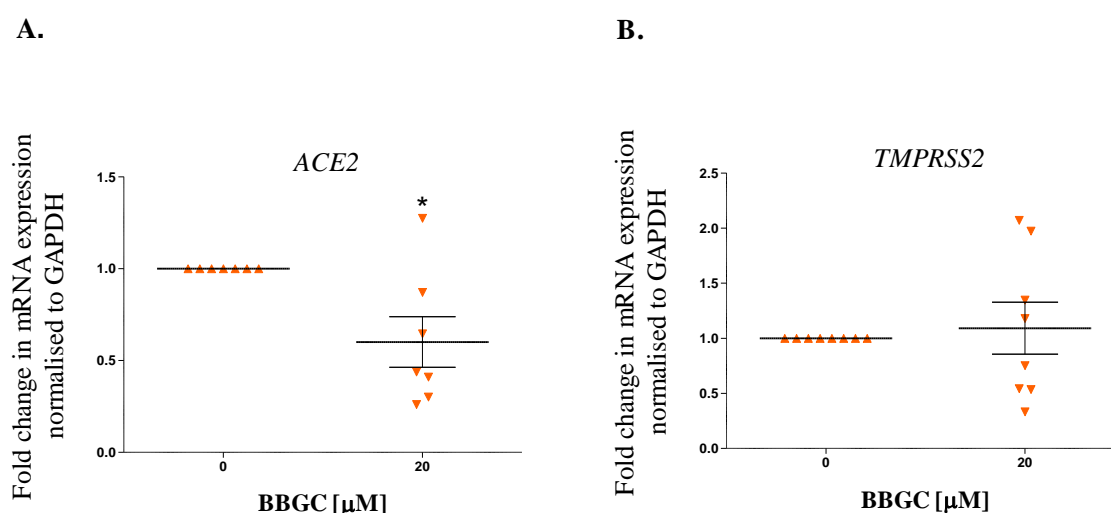 A.
B.
ACE2
Fold change in mRNA expression
normalised to GAPDH
1.5
1.0
0.5
0.0
*
0
20
BBGC [µM]
TMPRSS2
Fold change in mRNA expression
normalised to GAPDH
2.5
2.0
1.5
1.0
0.5
0.0
0
20
BBGC [µM]